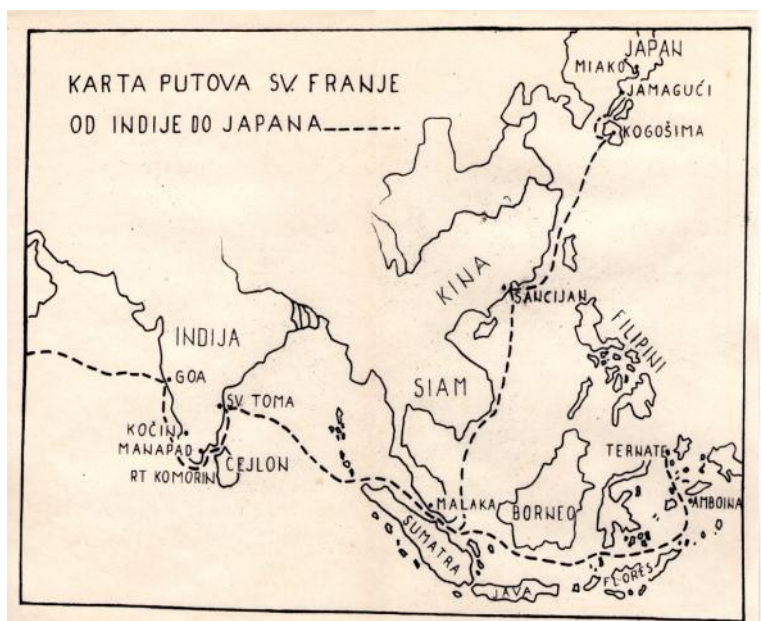 KARTA PUTOVA SV. FRANJE
OD INDIJE DO JAPANA
JAPAN
MIAKO
JAMAGUĆI
KOGOŠIMA
KINA
SANCIJAN
INDIJA
GOA
SV. TOMA
KOČIN
MANAPAD
RT KOMORIN
CEJLON
SIAM
FILIPINI
MALAKA
SUMATRA
BORNEO
TERNATE
AMBOINA
JAVA
FLORES